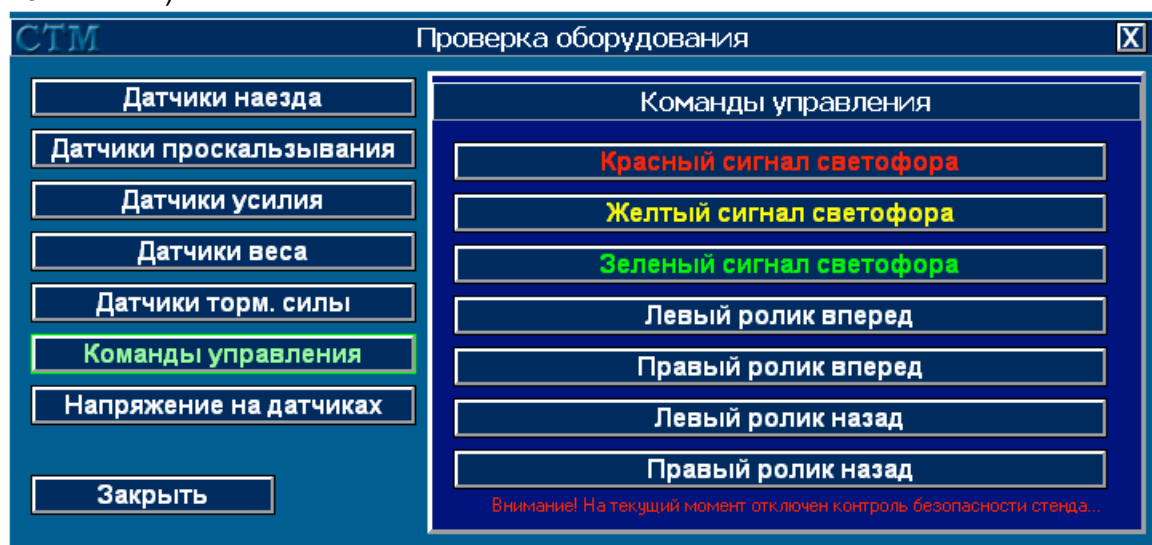 СТМ Проверка оборудования X
Датчики наезда
Датчики проскальзывания
Датчики усилия
Датчики веса
Датчики торм. силы
Команды управления
Напряжение на датчиках
Закрыть
Команды управления
Красный сигнал светофора
Желтый сигнал светофора
Зеленый сигнал светофора
Левый ролик вперед
Правый ролик вперед
Левый ролик назад
Правый ролик назад
Внимание! На текущий момент отключен контроль безопасности стенда...